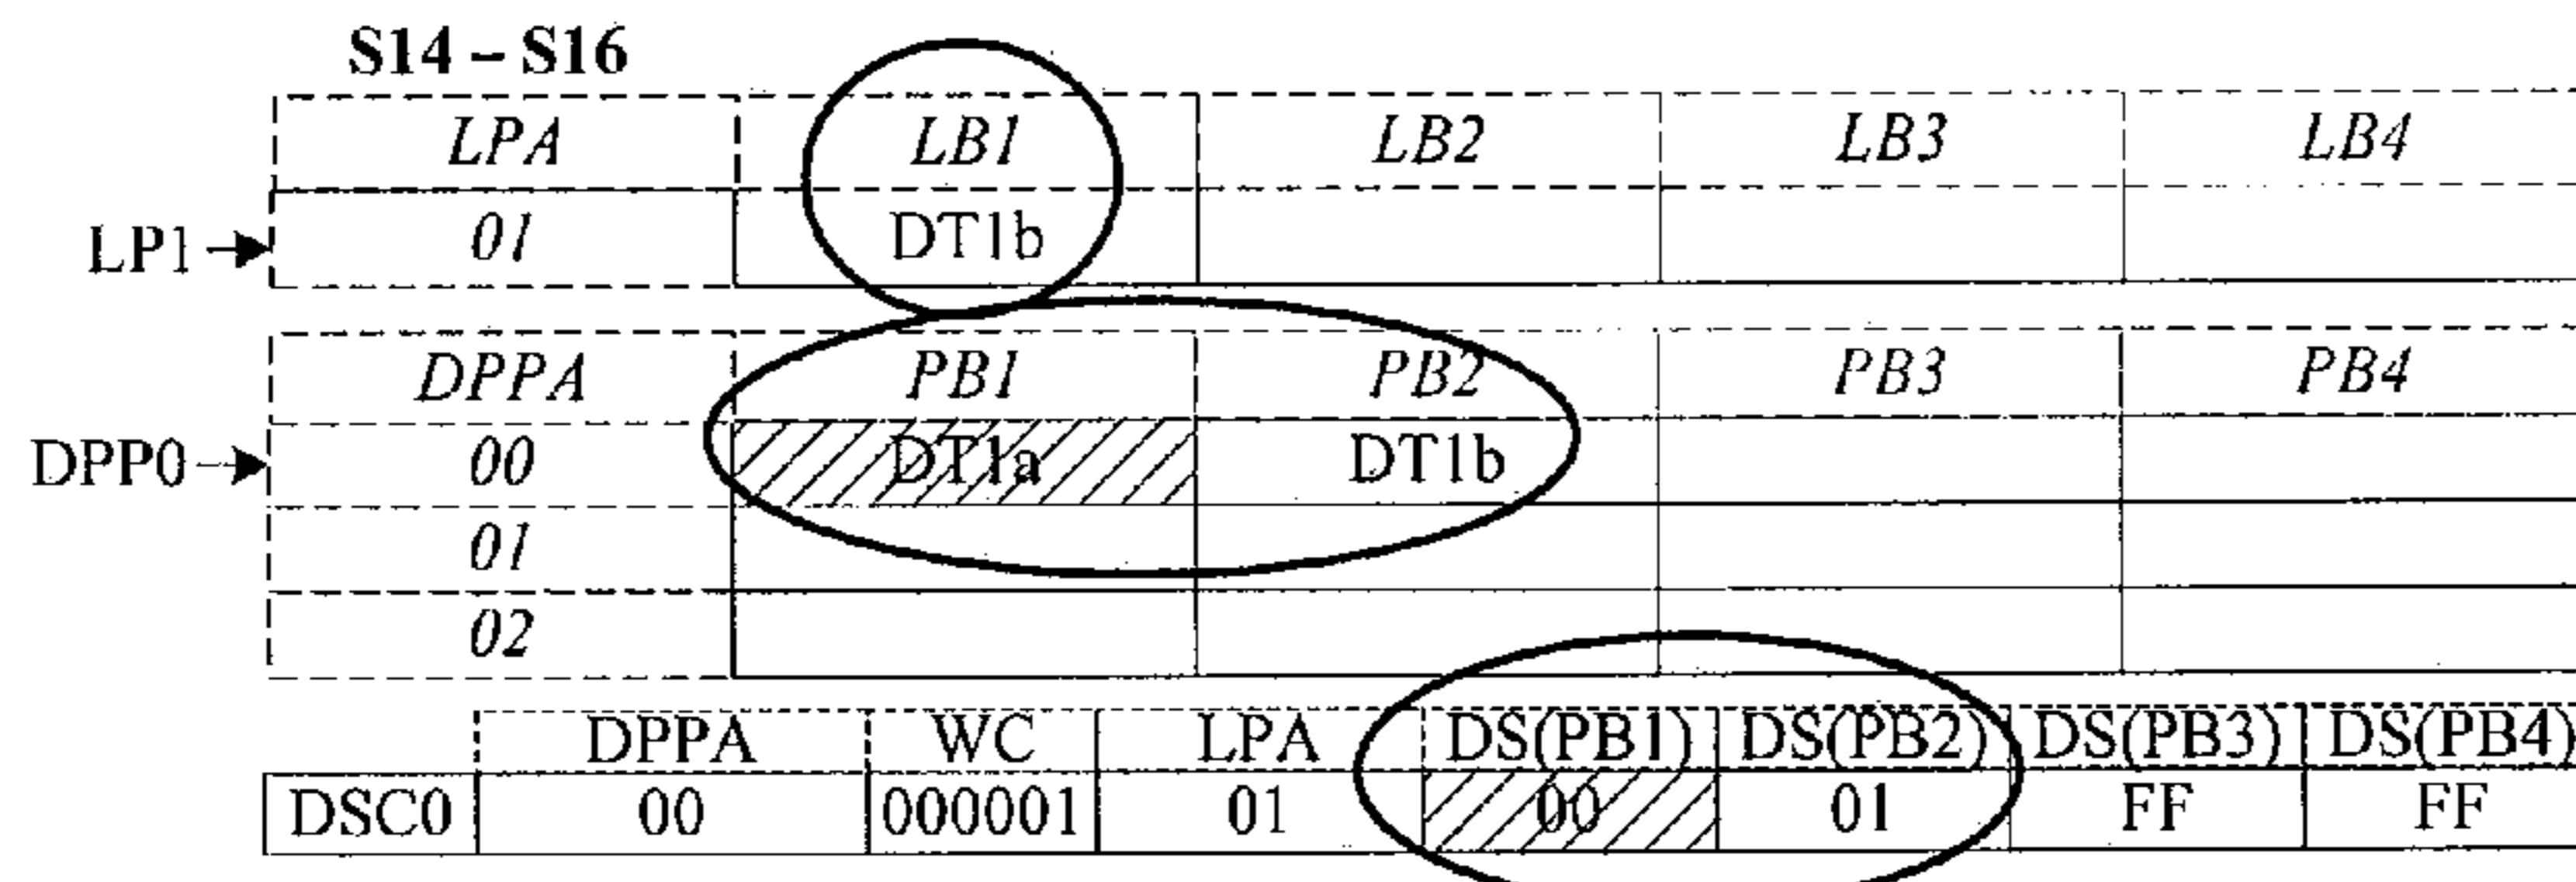 S14 – S16
LPA LB1 LB2 LB3 LB4
LP1 01 DT1b
DPPA PB1 PB2 PB3 PB4
DPP0 00 DT1a DT1b
01
02
DPPA WC LPA DS(PB1) DS(PB2) DS(PB3) DS(PB4)
DSC0 00 000001 01 00 01 FF FF